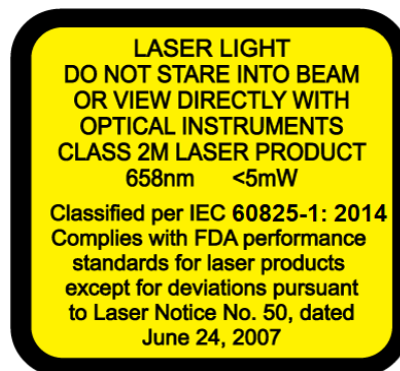 LASER LIGHT
DO NOT STARE INTO BEAM
OR VIEW DIRECTLY WITH
OPTICAL INSTRUMENTS
CLASS 2M LASER PRODUCT
658nm <5mW
Classified per IEC 60825-1: 2014
Complies with FDA performance
standards for laser products
except for deviations pursuant
to Laser Notice No. 50, dated
June 24, 2007